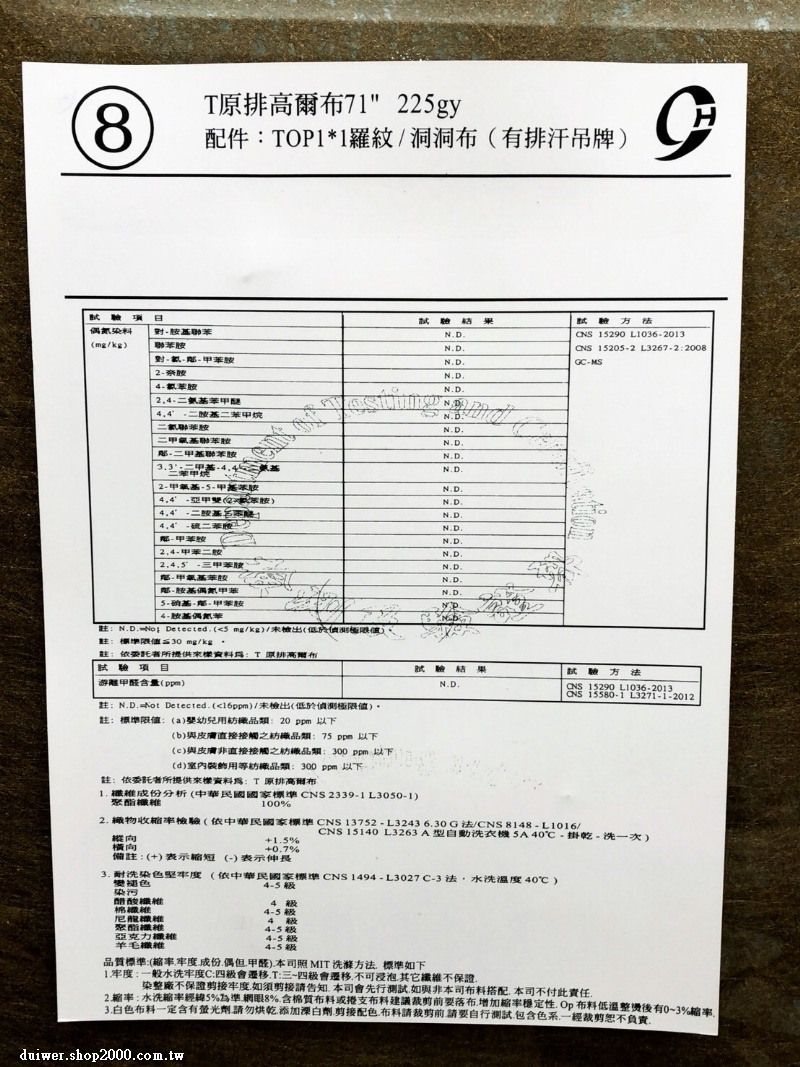 8
T原排高爾布71" 225gy
配件：TOP1*1羅紋/洞洞布（有排汗吊牌）
9H
試驗項目 試驗結果 試驗方法
偶氮染料 對-胺基聯苯 N.D. CNS 15290 L1036-2013
(mg/kg) 聯苯胺 N.D. CNS 15205-2 L3267-2:2008
對-氯-鄰-甲苯胺 N.D. GC-MS
2-奈胺 N.D.
4-氯苯胺 N.D.
2,4-二氨基苯甲醚 N.D.
4,4'-二胺基二苯甲烷 N.D.
二氯聯苯胺 N.D.
二甲氧基聯苯胺 N.D.
鄰-二甲基聯苯胺 N.D.
3,3'-二甲基-4,4'-二氨基二苯甲烷 N.D.
2-甲氧基-5-甲基苯胺 N.D.
4,4'-亞甲雙(2-氯苯胺) N.D.
4,4'-二胺基二苯醚 N.D.
4,4'-硫二苯胺 N.D.
鄰-甲苯胺 N.D.
2,4-甲苯二胺 N.D.
2,4,5'-三甲苯胺 N.D.
鄰-甲氧基苯胺 N.D.
鄰-胺基偶氮甲苯 N.D.
5-硝基-鄰-甲苯胺 N.D.
4-胺基偶氮苯 N.D.
Department of Testing and
註: N.D.=Not Detected.(<5 mg/kg)/未檢出(低於偵測極限值)。
註: 標準限值≦30 mg/kg 。
註: 依委託者所提供來樣資料為: T 原排高爾布
試驗項目 試驗結果 試驗方法
游離甲醛含量(ppm) N.D. CNS 15290 L1036-2013
CNS 15580-1 L3271-1-2012
註: N.D.=Not Detected.(<16ppm)/未檢出(低於偵測極限值)。
註: 標準限值: (a)嬰幼兒用紡織品類: 20 ppm 以下
(b)與皮膚直接接觸之紡織品類: 75 ppm 以下
(c)與皮膚非直接接觸之紡織品類: 300 ppm 以下
(d)室內裝飾用等紡織品類: 300 ppm 以下
註: 依委託者所提供來樣資料為: T 原排高爾布
1. 纖維成份分析(中華民國國家標準 CNS 2339-1 L3050-1)
聚酯纖維 100%
2. 織物收縮率檢驗 ( 依中華民國國家標準 CNS 13752 - L3243 6.30 G 法/CNS 8148 - L1016/
CNS 15140 L3263 A 型自動洗衣機 5A 40℃ - 掛乾 - 洗一次 )
縱向 +1.5%
橫向 +0.7%
備註 : (+) 表示縮短 (-) 表示伸長
3. 耐洗染色堅牢度 ( 依中華民國國家標準 CNS 1494 - L3027 C-3 法，水洗溫度 40℃ )
變褪色 4-5 級
染污
醋酸纖維 4 級
棉纖維 4-5 級
尼龍纖維 4 級
聚酯纖維 4-5 級
亞克力纖維 4-5 級
羊毛纖維 4-5 級
品質標準:(縮率.牢度.成份.偶但.甲醛).本司照MIT洗滌方法, 標準如下
1.牢度：一般水洗牢度C:四級會遷移.T:三~四級會遷移.不可浸泡.其它纖維不保證.
染整廠不保證剪接牢度.如須剪接請告知. 本司會先行測試.如與非本司布料搭配, 本司不付此責任.
2.縮率：水洗縮率經緯5%為準.網眼8%.含棉質布料或捲支布料建議裁剪前要落布.增加縮率穩定性. Op布料低溫整燙後有0~3%縮率.
3.白色布料一定含有螢光劑.請勿烘乾.添加漂白劑.剪接配色.布料請裁剪前.請要自行測試.包含色系.一經裁剪恕不負責.
duiwer.shop2000.com.tw